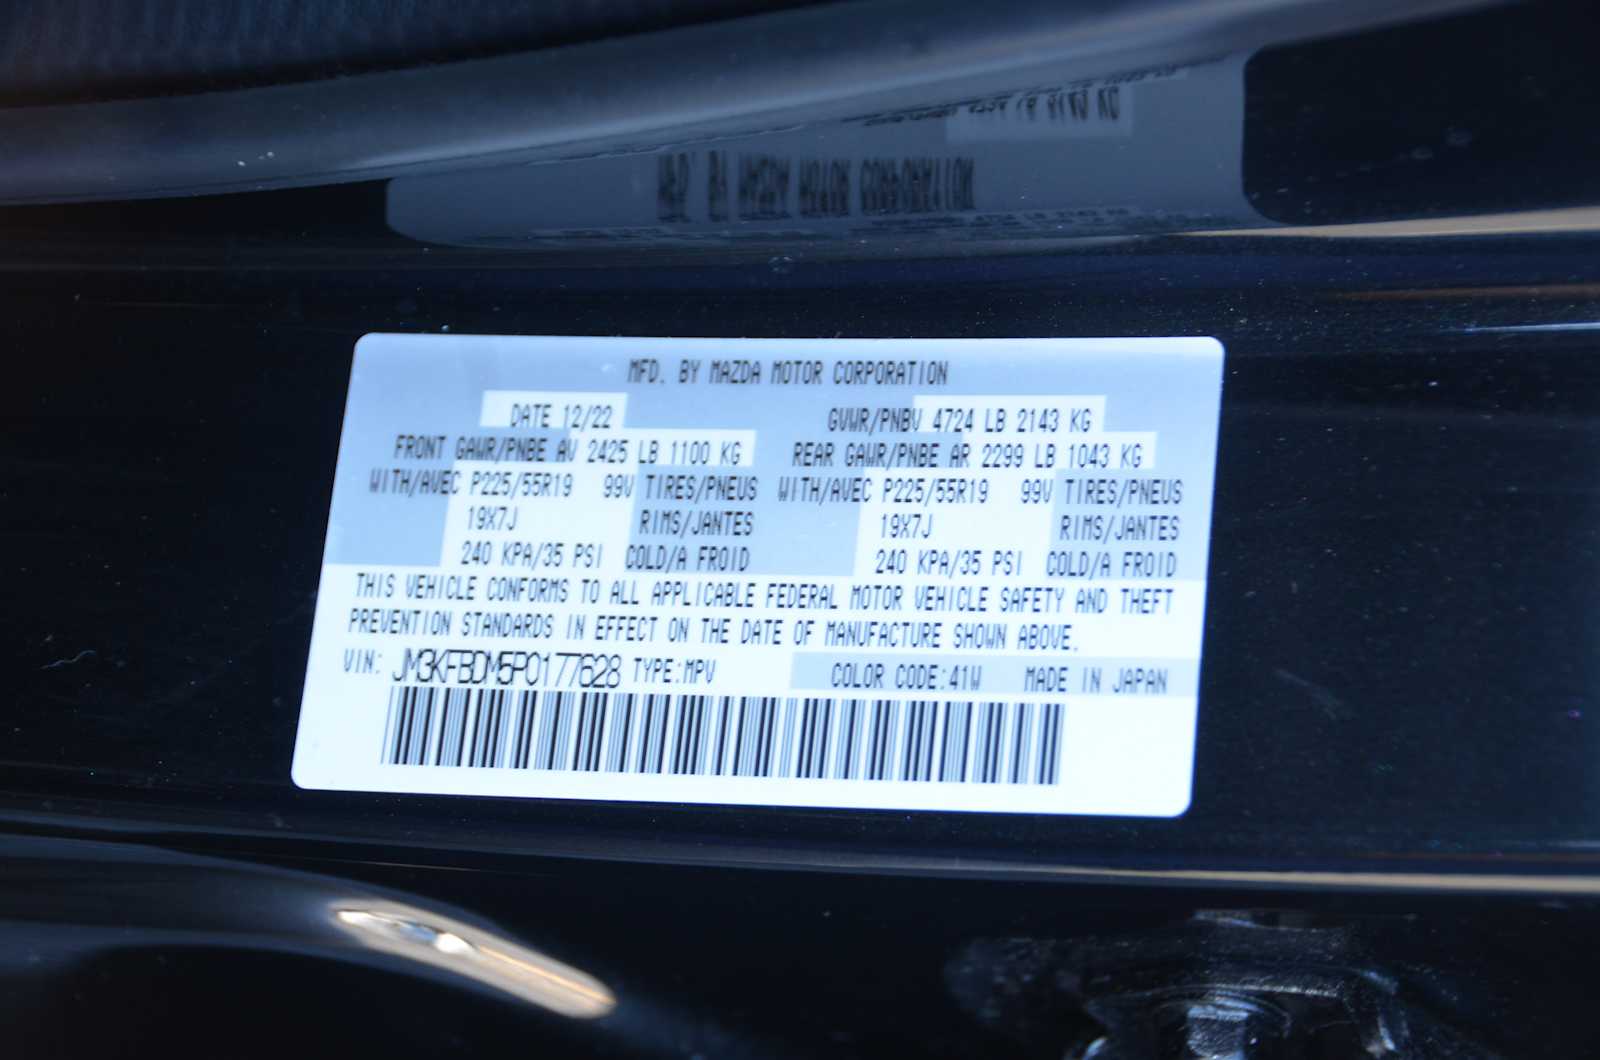 MFD. BY MAZDA MOTOR CORPORATION
DATE 12/22 GVWR/PNBV 4724 LB 2143 KG
FRONT GAWR/PNBE AV 2425 LB 1100 KG REAR GAWR/PNBE AR 2299 LB 1043 KG
WITH/AVEC P225/55R19 99V TIRES/PNEUS WITH/AVEC P225/55R19 99V TIRES/PNEUS
19X7J RIMS/JANTES 19X7J RIMS/JANTES
240 KPA/35 PSI COLD/A FROID 240 KPA/35 PSI COLD/A FROID
THIS VEHICLE CONFORMS TO ALL APPLICABLE FEDERAL MOTOR VEHICLE SAFETY AND THEFT
PREVENTION STANDARDS IN EFFECT ON THE DATE OF MANUFACTURE SHOWN ABOVE.
VIN: JM3KFBDM5P0177628 TYPE:MPV COLOR CODE:41W MADE IN JAPAN